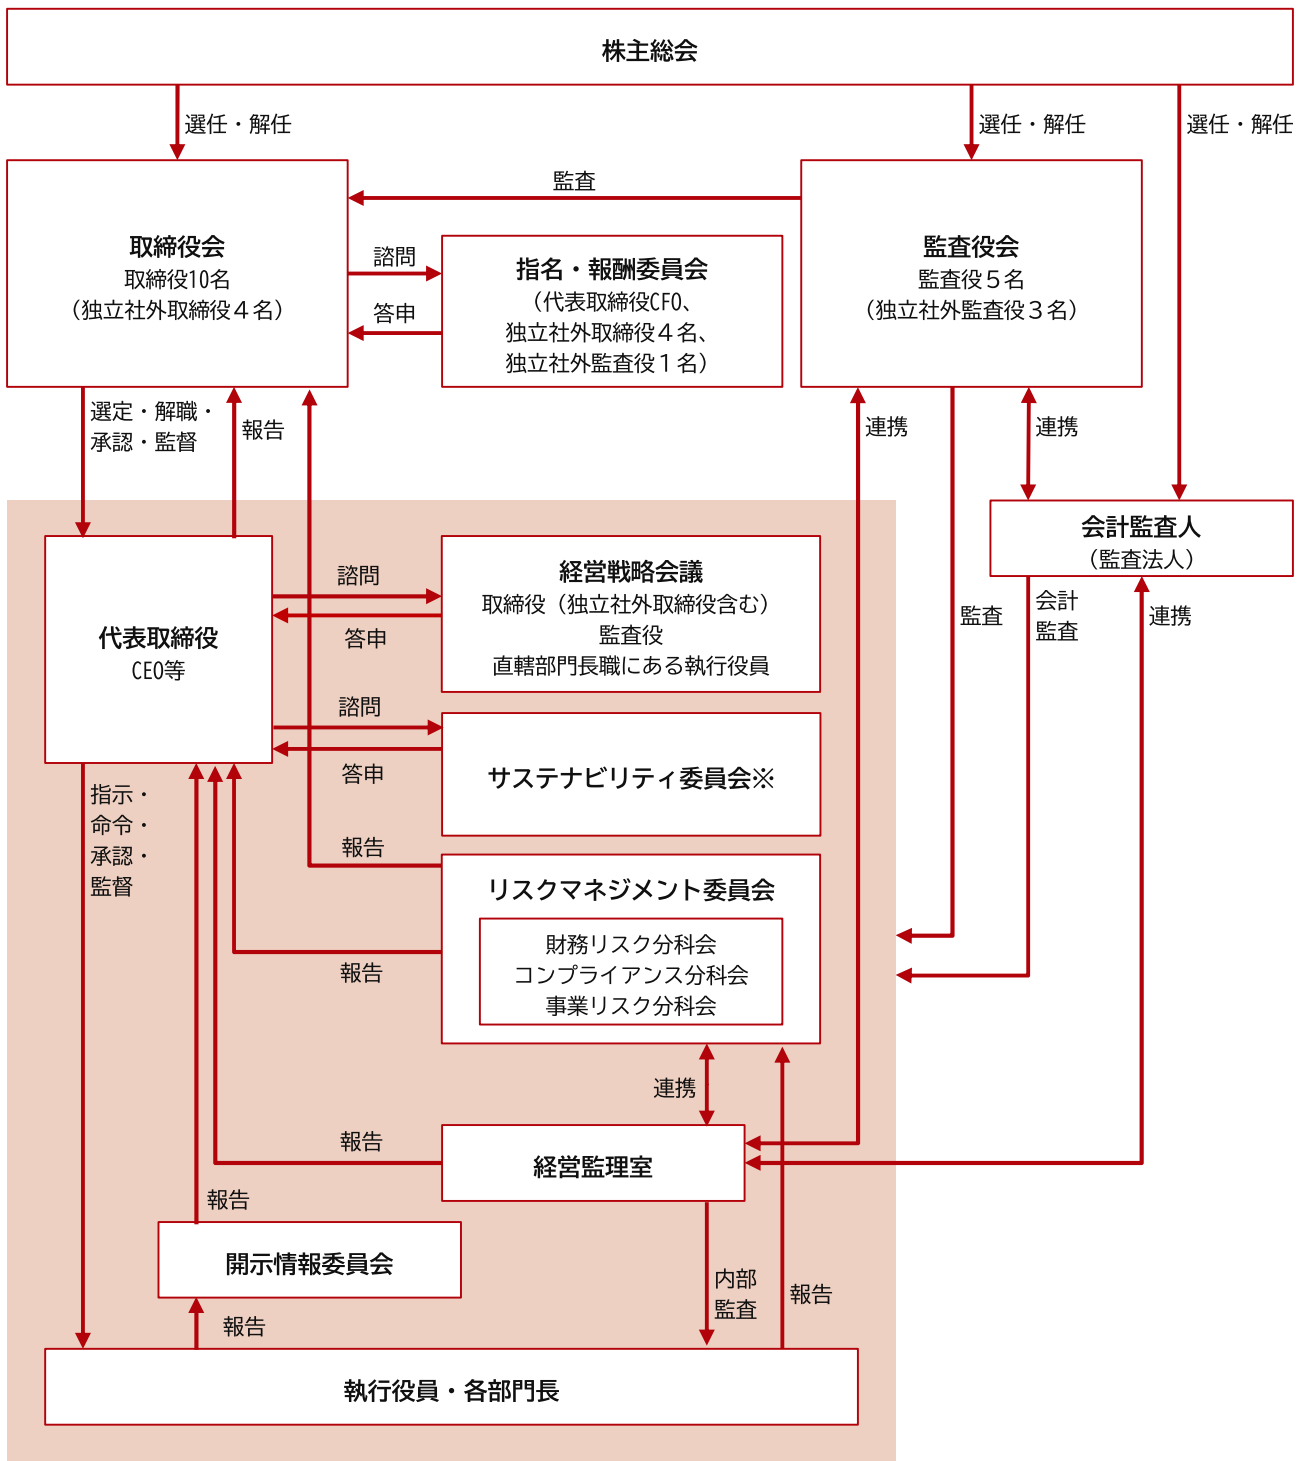 株主総会
選任・解任
選任・解任
選任・解任
監査
取締役会
取締役10名
（独立社外取締役４名）
諮問
答申
指名・報酬委員会
（代表取締役CFO、
独立社外取締役４名、
独立社外監査役１名）
監査役会
監査役５名
（独立社外監査役３名）
選定・解職・
承認・監督
報告
連携
連携
会計監査人
（監査法人）
監査
会計
監査
連携
代表取締役
CEO等
諮問
答申
経営戦略会議
取締役（独立社外取締役含む）
監査役
直轄部門長職にある執行役員
諮問
答申
サステナビリティ委員会※
指示・
命令・
承認・
監督
報告
報告
リスクマネジメント委員会
財務リスク分科会
コンプライアンス分科会
事業リスク分科会
連携
報告
経営監理室
報告
開示情報委員会
内部
監査
報告
報告
執行役員・各部門長